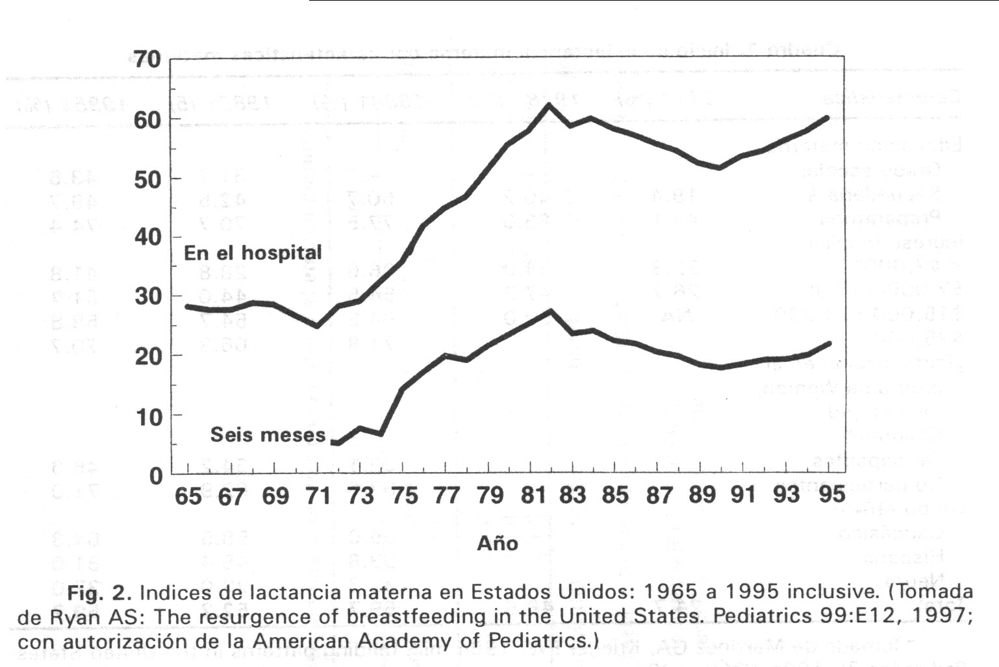 70
60
50
40
En el hospital
30
20
10
Seis meses
0
65 67 69 71 73 75 77 79 81 83 85 87 89 91 93 95
Año
Fig. 2. Indices de lactancia materna en Estados Unidos: 1965 a 1995 inclusive. (Tomada
de Ryan AS: The resurgence of breastfeeding in the United States. Pediatrics 99:E12, 1997;
con autorización de la American Academy of Pediatrics.)